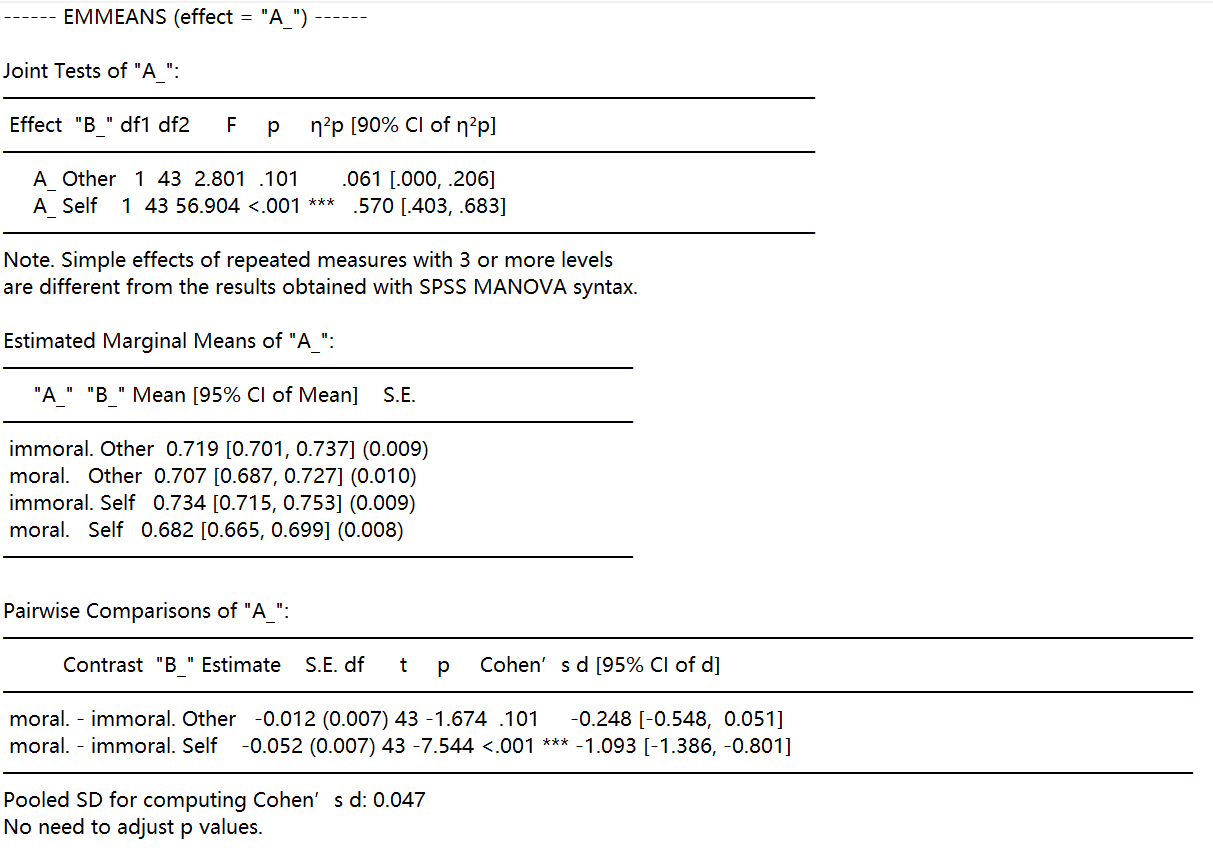 ------ EMMEANS (effect = "A_") ------
Joint Tests of "A_":
Effect "B_" df1 df2 F p η²p [90% CI of η²p]
A_ Other 1 43 2.801 .101 .061 [.000, .206]
A_ Self 1 43 56.904 <.001 *** .570 [.403, .683]
Note. Simple effects of repeated measures with 3 or more levels
are different from the results obtained with SPSS MANOVA syntax.
Estimated Marginal Means of "A_":
"A_" "B_" Mean [95% CI of Mean] S.E.
immoral. Other 0.719 [0.701, 0.737] (0.009)
moral. Other 0.707 [0.687, 0.727] (0.010)
immoral. Self 0.734 [0.715, 0.753] (0.009)
moral. Self 0.682 [0.665, 0.699] (0.008)
Pairwise Comparisons of "A_":
Contrast "B_" Estimate S.E. df t p Cohen’s d [95% CI of d]
moral. - immoral. Other -0.012 (0.007) 43 -1.674 .101 -0.248 [-0.548, 0.051]
moral. - immoral. Self -0.052 (0.007) 43 -7.544 <.001 *** -1.093 [-1.386, -0.801]
Pooled SD for computing Cohen’s d: 0.047
No need to adjust p values.